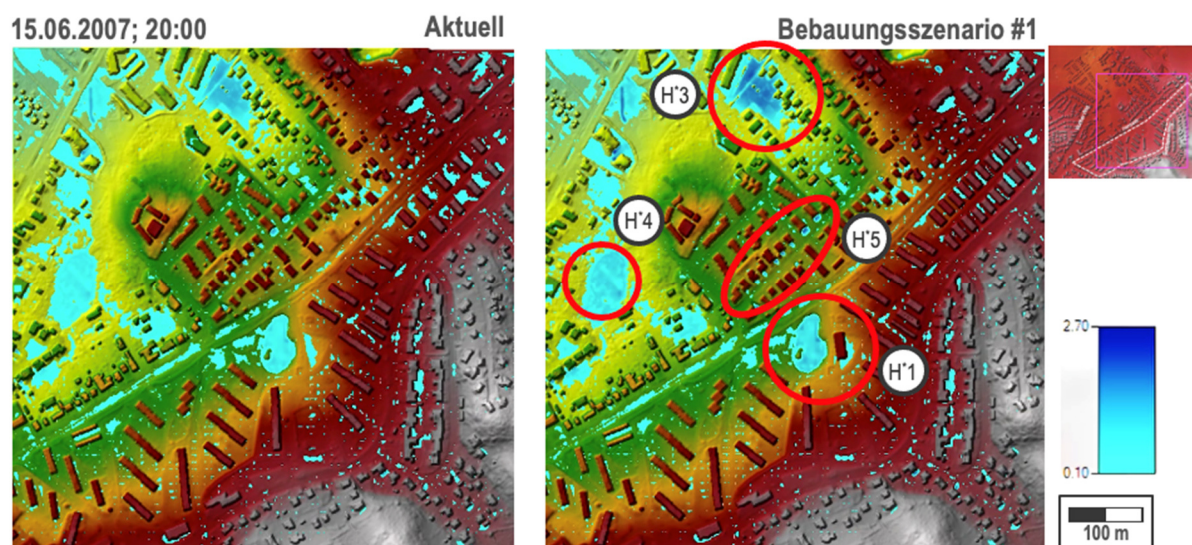 15.06.2007; 20:00 Aktuell
Bebauungsszenario #1
H*3
H*4
H*5
H*1
2.70
0.10
100 m